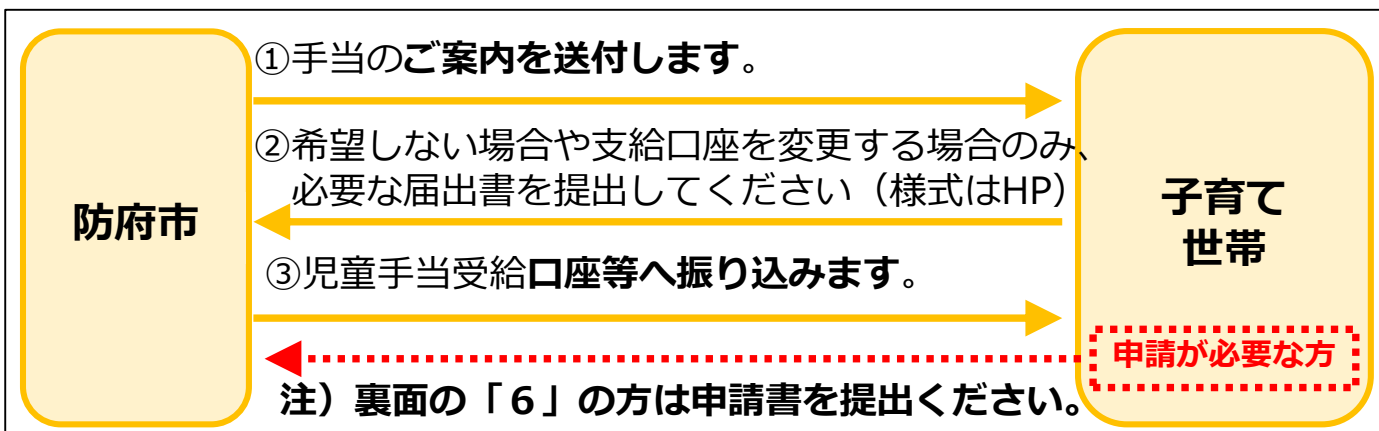 ①手当のご案内を送付します。
②希望しない場合や支給口座を変更する場合のみ、
必要な届出書を提出してください（様式はHP）
防府市
子育て
世帯
③児童手当受給口座等へ振り込みます。
申請が必要な方
注）裏面の「６」の方は申請書を提出ください。